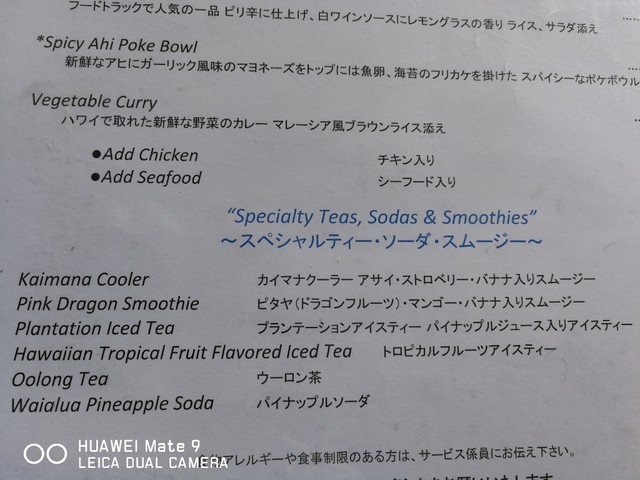 フードトラックで人気の一品 ピリ辛に仕上げ、白ワインソースにレモングラスの香り ライス、サラダ添え
*Spicy Ahi Poke Bowl
新鮮なアヒにガーリック風味のマヨネーズをトップには魚卵、海苔のフリカケを掛けた スパイシーなポケボウル
Vegetable Curry
ハワイで取れた新鮮な野菜のカレー マレーシア風ブラウンライス添え
●Add Chicken チキン入り
●Add Seafood シーフード入り
“Specialty Teas, Sodas & Smoothies”
～スペシャルティー・ソーダ・スムージー～
Kaimana Cooler カイマナクーラー アサイ・ストロベリー・バナナ入りスムージー
Pink Dragon Smoothie ピタヤ(ドラゴンフルーツ)・マンゴー・バナナ入りスムージー
Plantation Iced Tea プランテーションアイスティー パイナップルジュース入りアイスティー
Hawaiian Tropical Fruit Flavored Iced Tea トロピカルフルーツアイスティー
Oolong Tea ウーロン茶
Waialua Pineapple Soda パイナップルソーダ
アレルギーや食事制限のある方は、サービス係員にお伝え下さい。
HUAWEI Mate 9
LEICA DUAL CAMERA